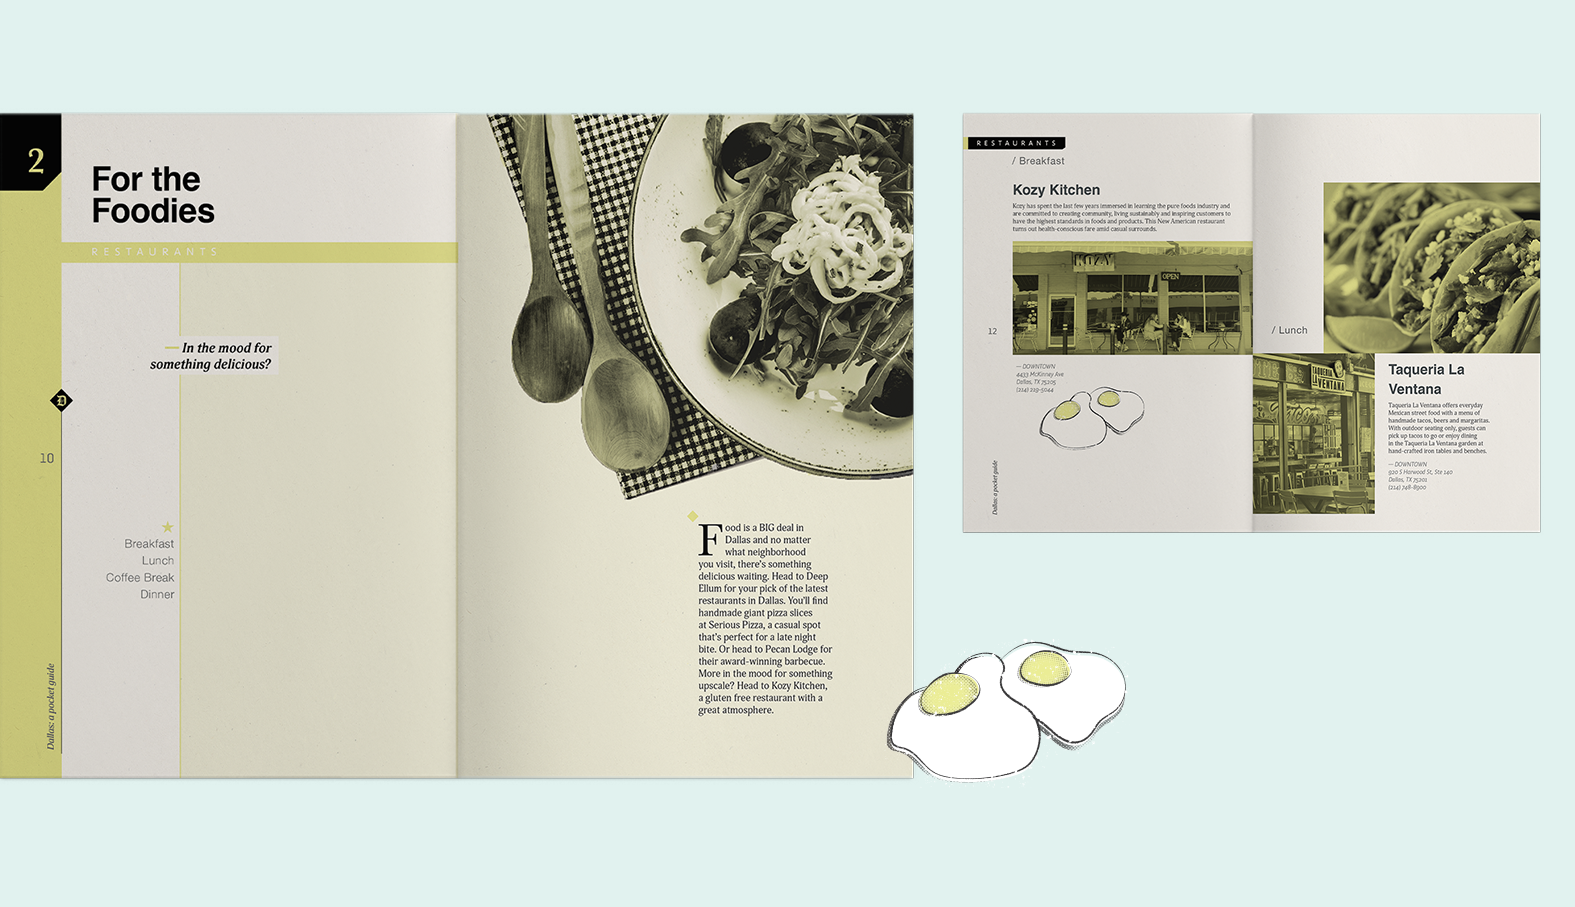 2
For the
Foodies
RESTAURANTS
In the mood for
something delicious?
D
10
Breakfast
Lunch
Coffee Break
Dinner
Dallas: a pocket guide
Food is a BIG deal in
Dallas and no matter
what neighborhood
you visit, there's something
delicious waiting. Head to Deep
Ellum for your pick of the latest
restaurants in Dallas. You'll find
handmade giant pizza slices
at Serious Pizza, a casual spot
that's perfect for a late night
bite. Or head to Pecan Lodge for
their award-winning barbecue.
More in the mood for something
upscale? Head to Kozy Kitchen,
a gluten free restaurant with a
great atmosphere.
RESTAURANTS
/ Breakfast
Kozy Kitchen
Kozy has spent the last few years immersed in learning the pure foods industry and
are committed to creating community, living sustainably and inspiring customers to
have the highest standards in foods and products. This New American restaurant
turns out health-conscious fare amid casual surrounds.
KOZY
OPEN
12
— DOWNTOWN
4433 McKinney Ave
Dallas, TX 75205
(214) 219-5044
Dallas: a pocket guide
/ Lunch
TAQUERIA
LA VENTANA
Tacos
Taqueria La
Ventana
Taqueria La Ventana offers everyday
Mexican street food with a menu of
handmade tacos, beers and margaritas.
With outdoor seating only, guests can
pick up tacos to go or enjoy dining
in the Taqueria La Ventana garden at
hand-crafted iron tables and benches.
— DOWNTOWN
920 S Harwood St, Ste 140
Dallas, TX 75201
(214) 748-8900